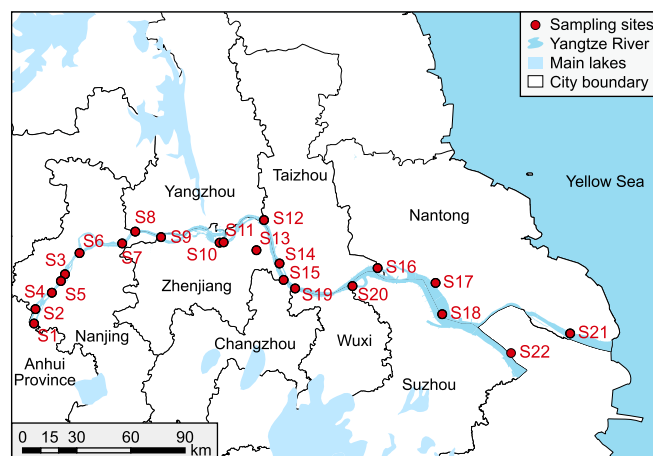 Sampling sites
Yangtze River
Main lakes
City boundary
Taizhou
Yangzhou
Yellow Sea
Nantong
S12
S8
S9
S11
S10
S13
S6
S7
S14
S3
S15
S16
S17
S4
S5
Zhenjiang
S19
S20
S2
S18
S1
Nanjing
Changzhou
Wuxi
S21
S22
Anhui
Province
Suzhou
0 15 30 60 90
km